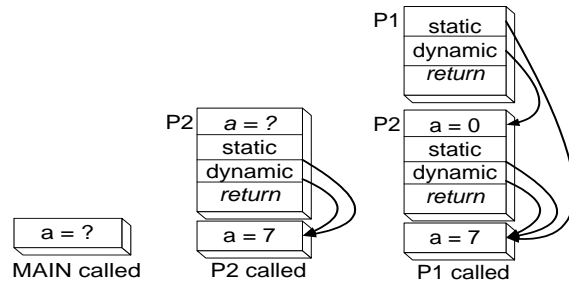 a = ?
MAIN called
P2
a = ?
static
dynamic
return
a = 7
P2 called
P1
static
dynamic
return
P2
a = 0
static
dynamic
return
a = 7
P1 called